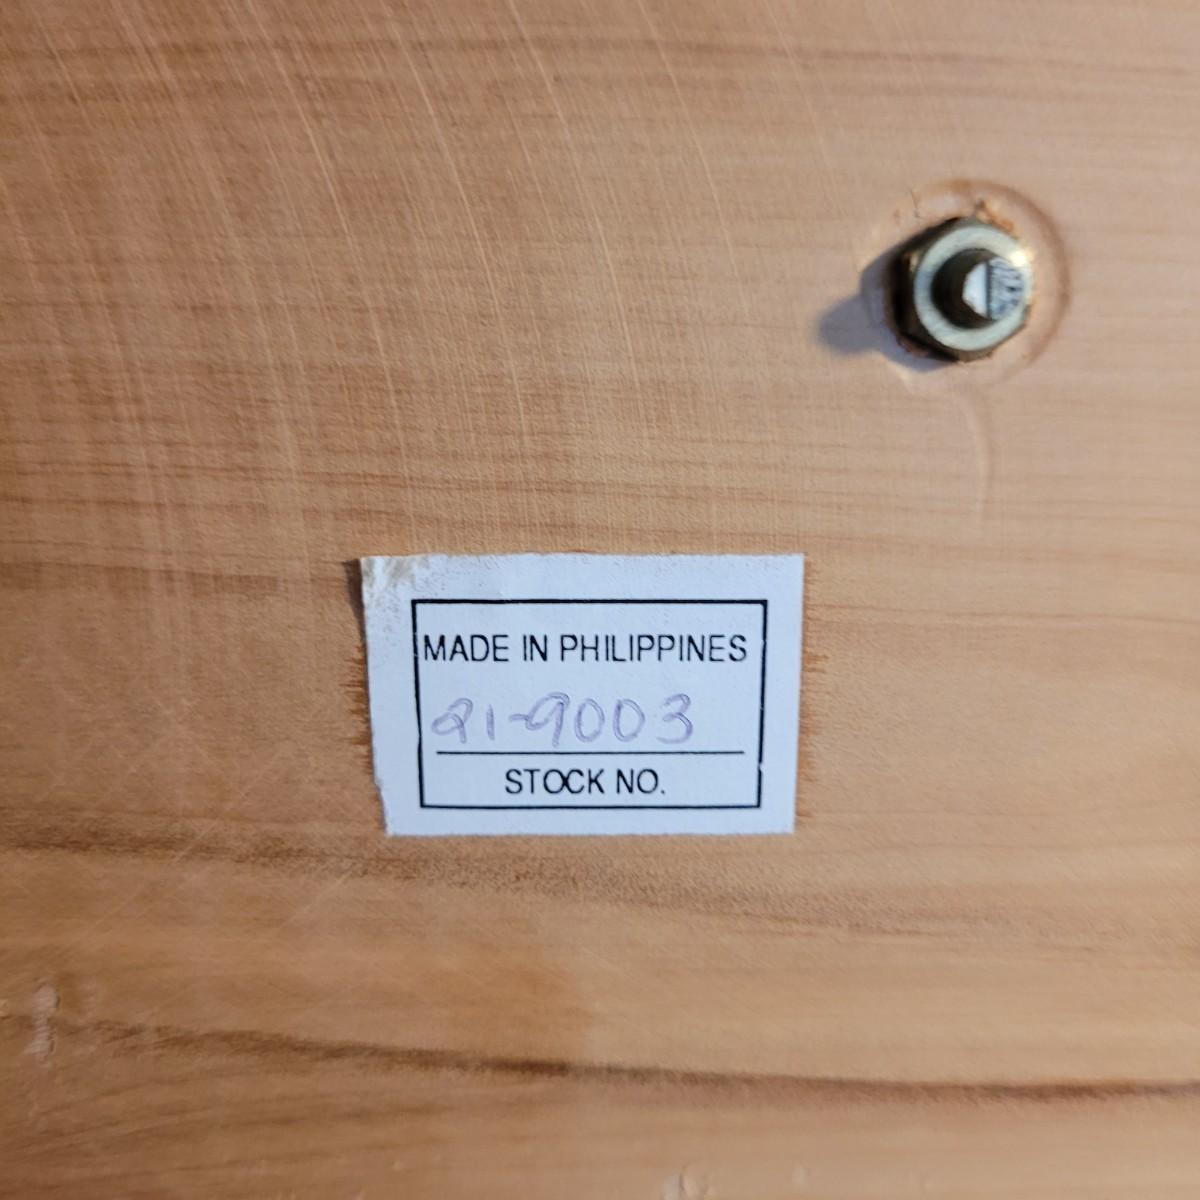 MADE IN PHILIPPINES
21-9003
STOCK NO.